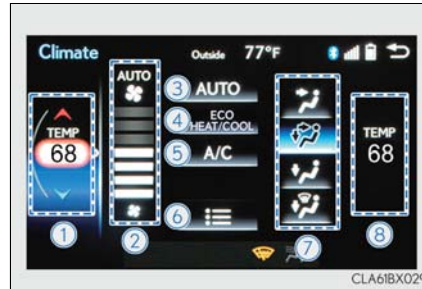 Climate Outside 77°F
AUTO
③ AUTO
④ ECO HEAT/COOL
TEMP
68
⑤ A/C
TEMP
68
⑥
① ② ⑦ ⑧
CLA61BX029